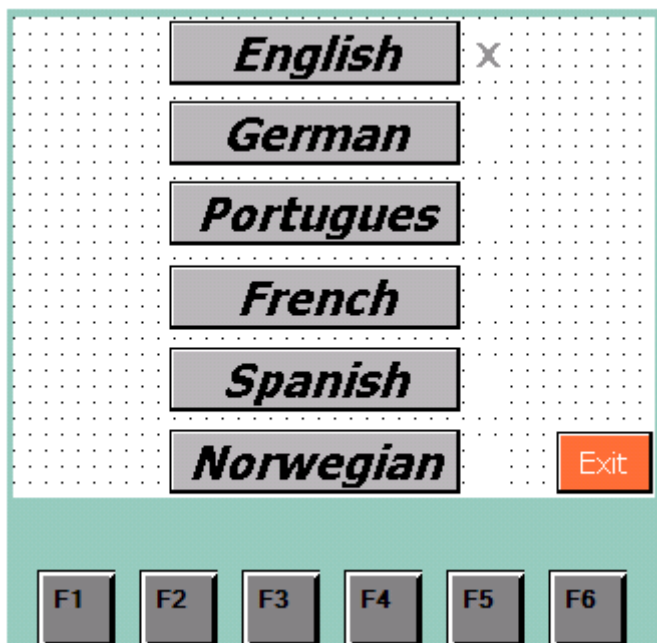 English X
German
Portugues
French
Spanish
Norwegian
Exit
F1 F2 F3 F4 F5 F6